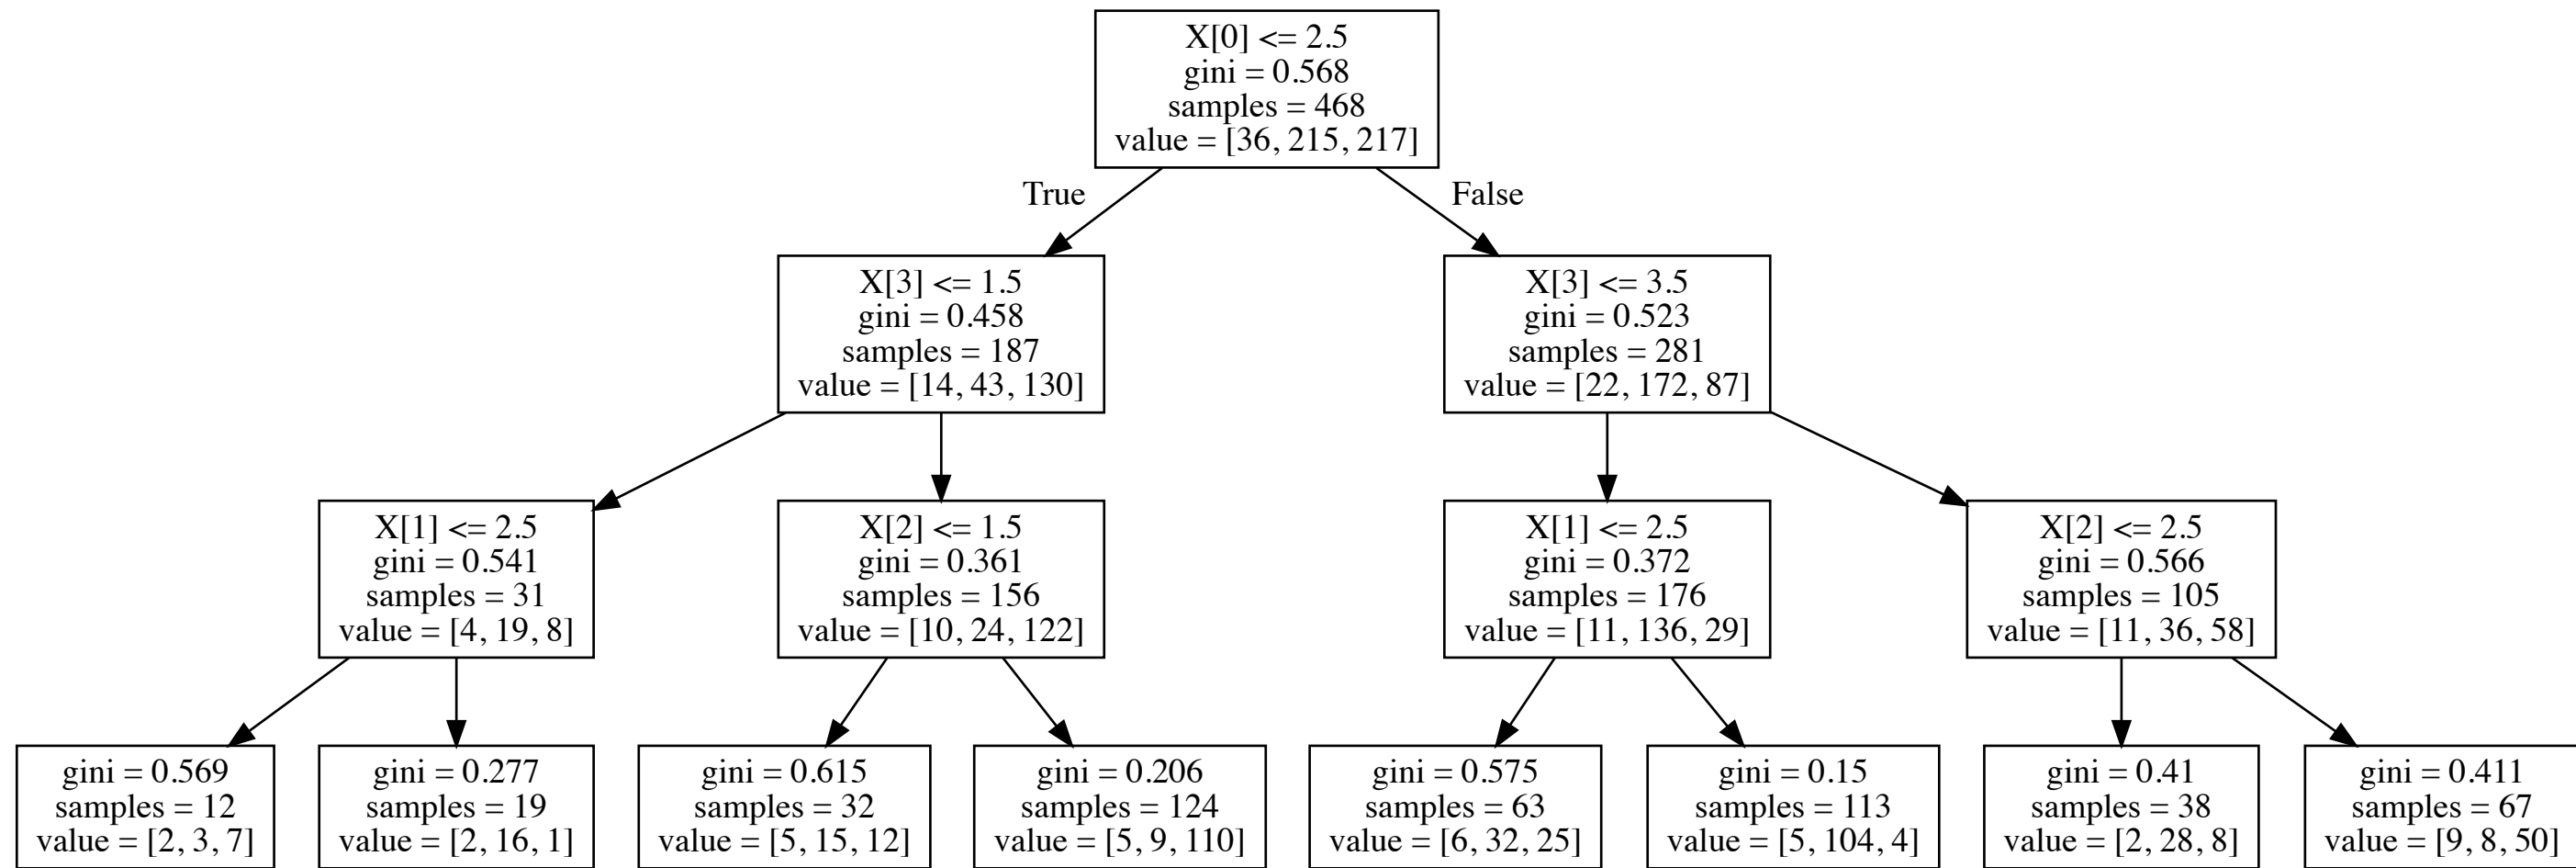 X[0] <= 2.5
gini = 0.568
samples = 468
value = [36, 215, 217]
True
False
X[3] <= 1.5
gini = 0.458
samples = 187
value = [14, 43, 130]
X[3] <= 3.5
gini = 0.523
samples = 281
value = [22, 172, 87]
X[1] <= 2.5
gini = 0.541
samples = 31
value = [4, 19, 8]
X[2] <= 1.5
gini = 0.361
samples = 156
value = [10, 24, 122]
X[1] <= 2.5
gini = 0.372
samples = 176
value = [11, 136, 29]
X[2] <= 2.5
gini = 0.566
samples = 105
value = [11, 36, 58]
gini = 0.569
samples = 12
value = [2, 3, 7]
gini = 0.277
samples = 19
value = [2, 16, 1]
gini = 0.615
samples = 32
value = [5, 15, 12]
gini = 0.206
samples = 124
value = [5, 9, 110]
gini = 0.575
samples = 63
value = [6, 32, 25]
gini = 0.15
samples = 113
value = [5, 104, 4]
gini = 0.41
samples = 38
value = [2, 28, 8]
gini = 0.411
samples = 67
value = [9, 8, 50]